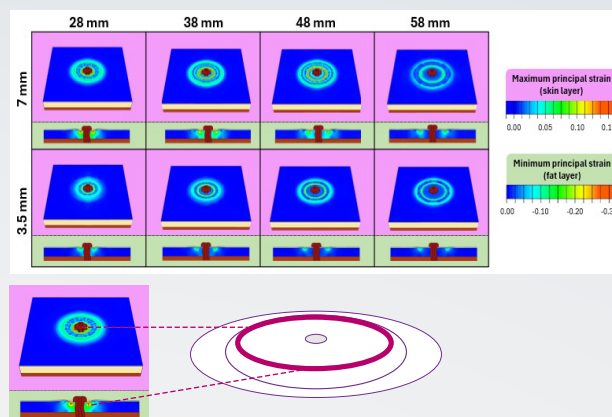 28 mm
38 mm
48 mm
58 mm
7 mm
3.5 mm
Maximum principal strain
(skin layer)
0.00 0.05 0.10
Minimum principal strain
(fat layer)
0.00 -0.10 -0.20